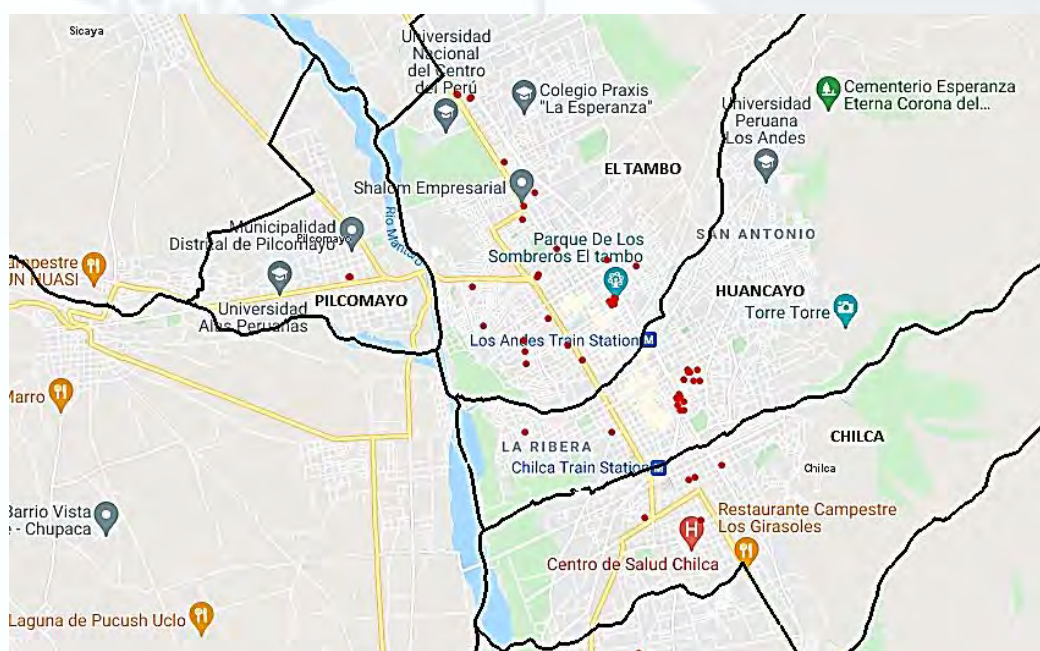 Sicaya
Universidad
Nacional
del Centro
del Perú
Colegio Praxis
"La Esperanza"
Cementerio Esperanza
Eterna Corona del...
Universidad
Peruana
Los Andes
EL TAMBO
Shalom Empresarial
Río Mantaro
Municipalidad
Distrital de Pilcomayo
Pilcomayo
Parque De Los
Sombreros El tambo
SAN ANTONIO
ampestre
UN HUASI
Universidad
Alas Peruanas
PILCOMAYO
HUANCAYO
Torre Torre
Los Andes Train Station
M
Marro
LA RIBERA
CHILCA
Chilca Train Station
M
Chilca
Barrio Vista
e - Chupaca
Restaurante Campestre
Los Girasoles
H
Centro de Salud Chilca
Laguna de Pucush Uclo